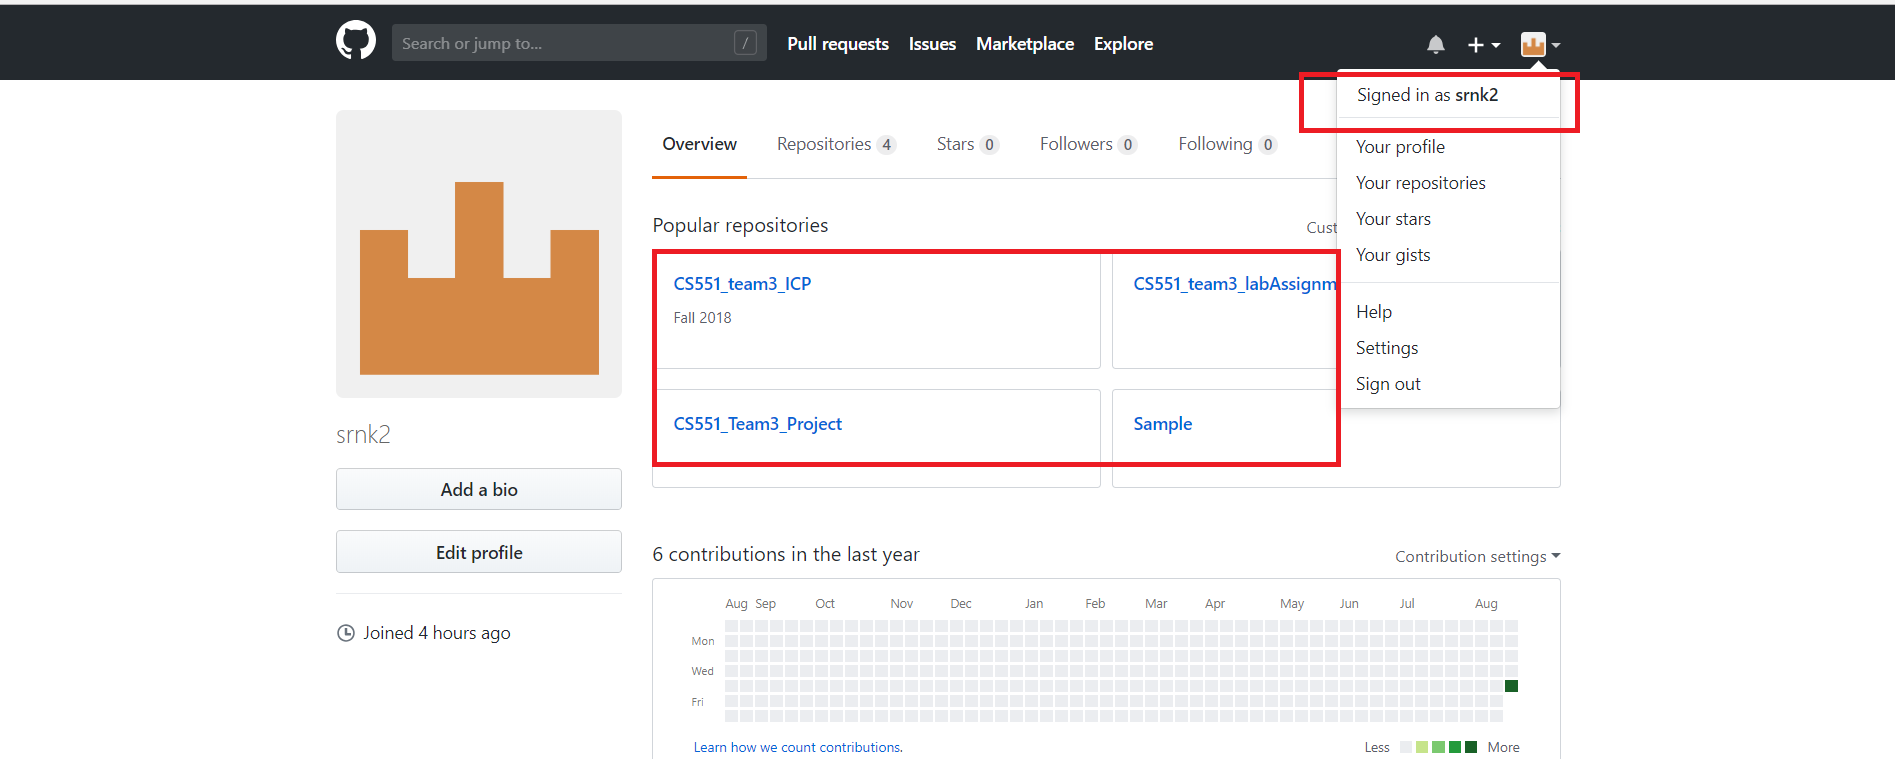 Search or jump to... /
Pull requests Issues Marketplace Explore
Signed in as srnk2
Your profile
Your repositories
Your stars
Your gists
Help
Settings
Sign out
Overview Repositories 4 Stars 0 Followers 0 Following 0
Popular repositories
Cust
CS551_team3_ICP
Fall 2018
CS551_team3_labAssignm
CS551_Team3_Project
Sample
srnk2
Add a bio
Edit profile
Joined 4 hours ago
6 contributions in the last year
Contribution settings
Aug Sep Oct Nov Dec Jan Feb Mar Apr May Jun Jul Aug
Mon
Wed
Fri
Learn how we count contributions.
Less More